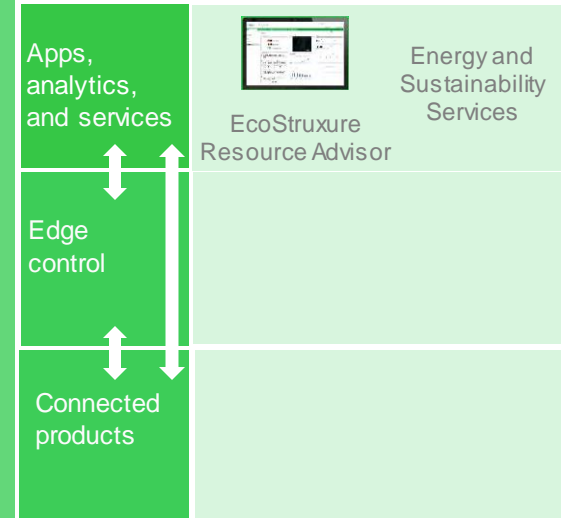 Apps,
analytics,
and services
EcoStruxure
Resource Advisor
Energy and
Sustainability
Services
Edge
control
Connected
products